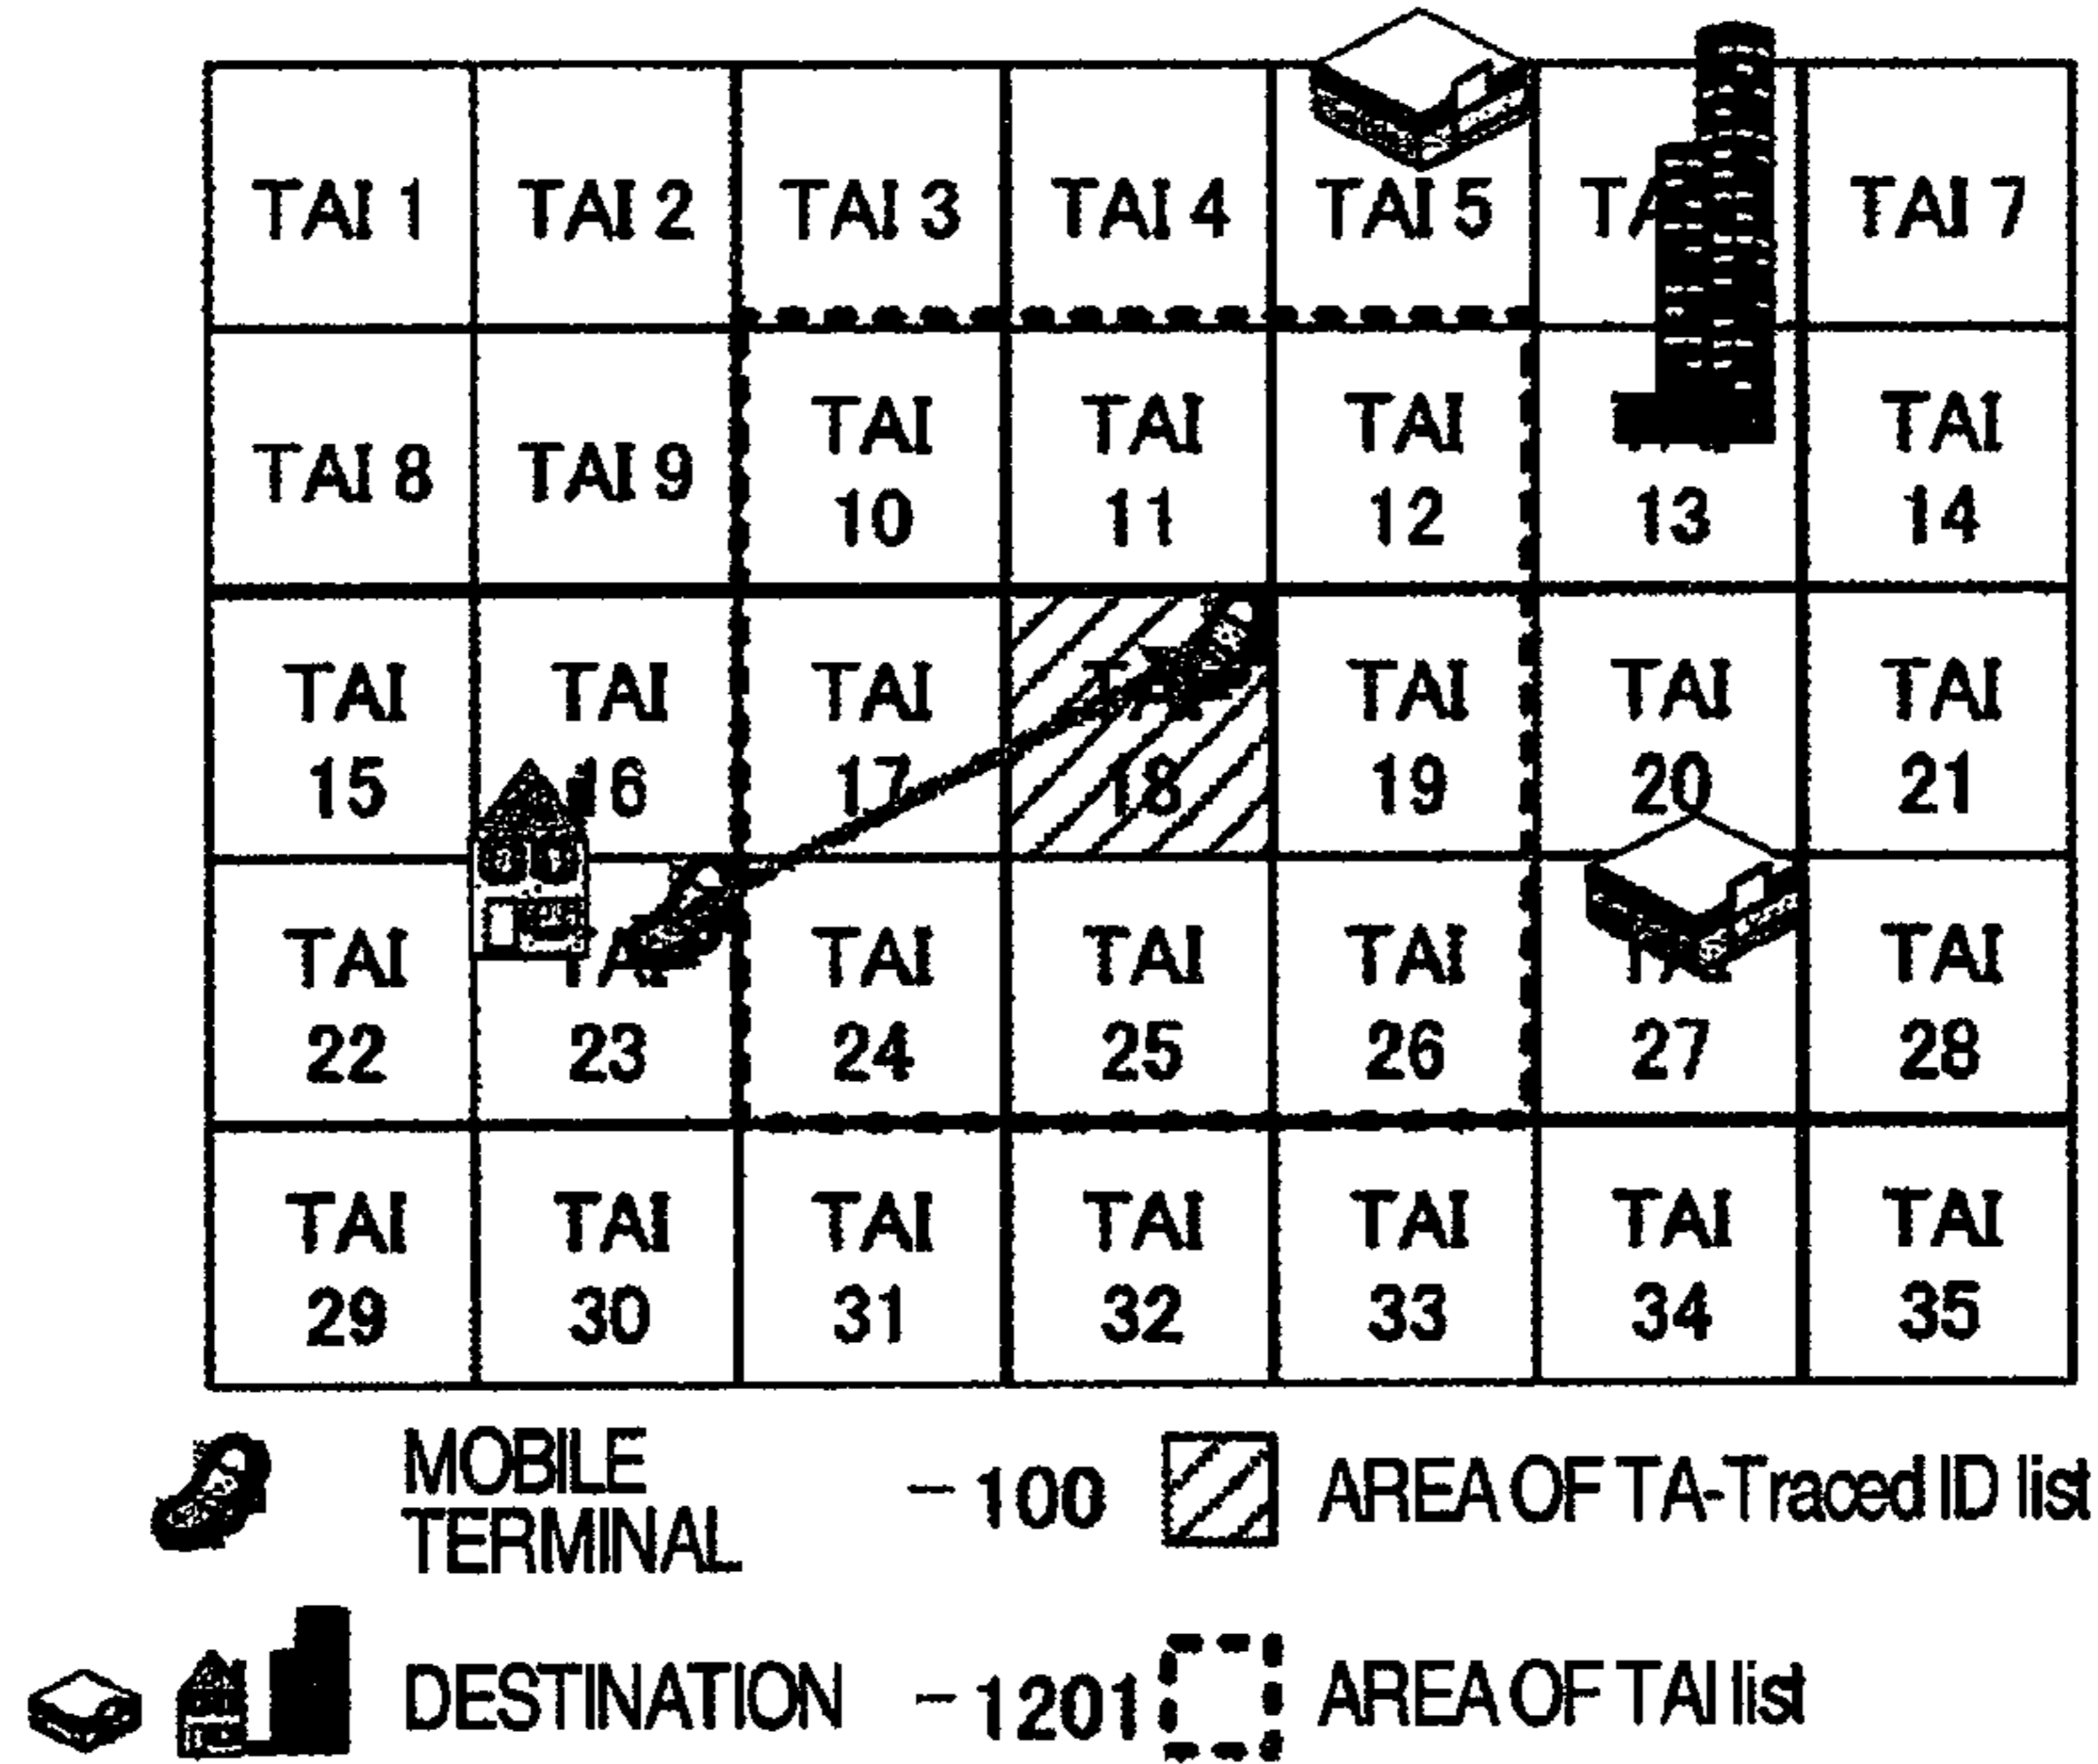 TAI 1 TAI 2 TAI 3 TAI 4 TAI 5 TAI 7
TAI 8 TAI 9
TAI TAI TAI TAI
10 11 12 13 14
TAI TAI TAI TAI TAI TAI
15 16 17 18 19 20 21
TAI TAI TAI TAI TAI TAI
22 23 24 25 26 27 28
TAI TAI TAI TAI TAI TAI TAI
29 30 31 32 33 34 35
MOBILE
TERMINAL
100
AREA OF TA-Traced ID list
DESTINATION
1201
AREA OF TAI list